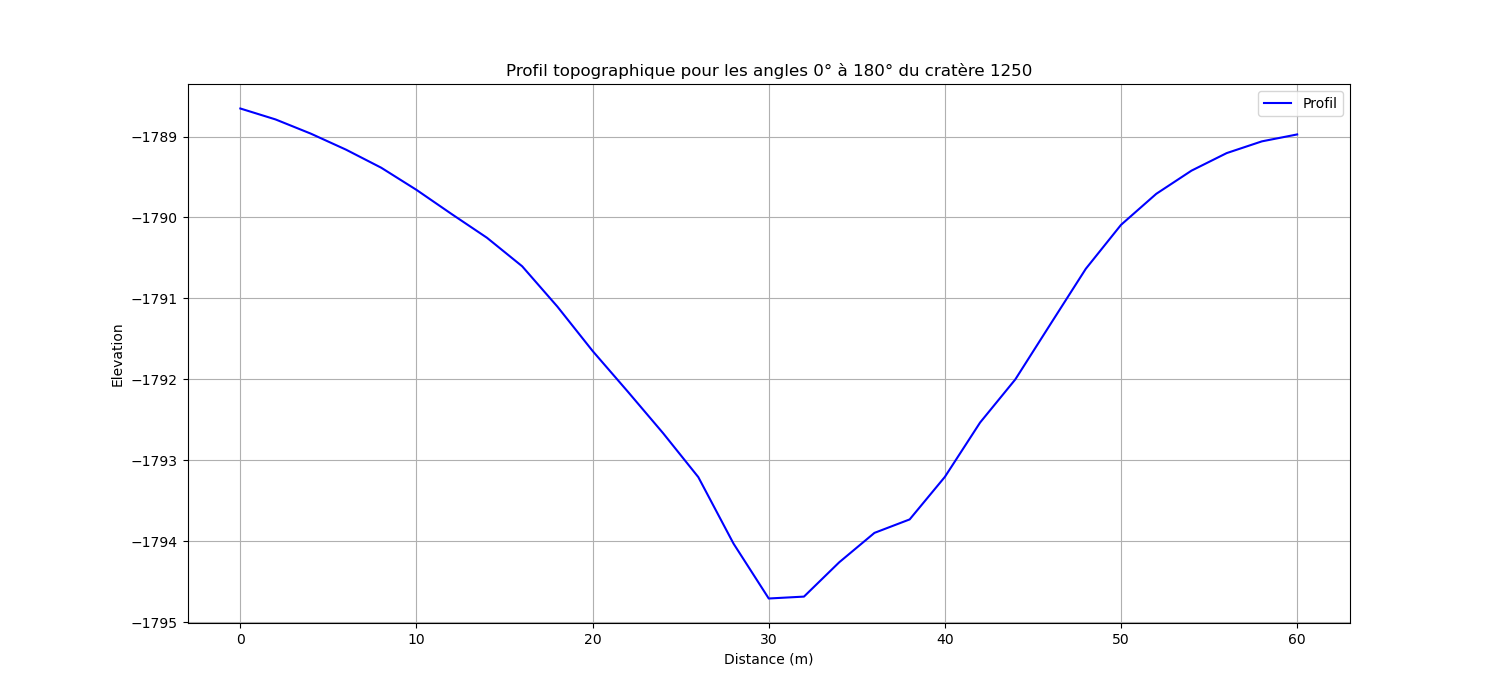 Profil topographique pour les angles 0° à 180° du cratère 1250
Profil
−1789
−1790
−1791
−1792
−1793
−1794
−1795
Elevation
0 10 20 30 40 50 60
Distance (m)